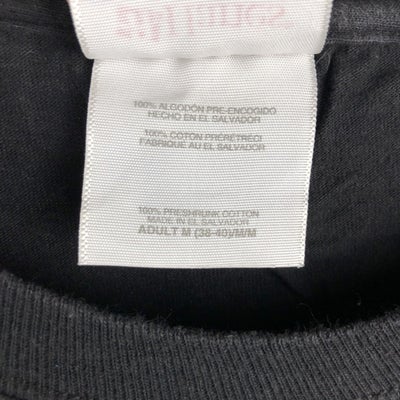 100% ALGODÓN PRE-ENCOGIDO
HECHO EN EL SALVADOR
100% COTON PRÉRÉTRECI
FABRIQUE AU EL SALVADOR
100% PRESHRUNK COTTON
MADE IN EL SALVADOR
ADULT M (38-40)/M/M